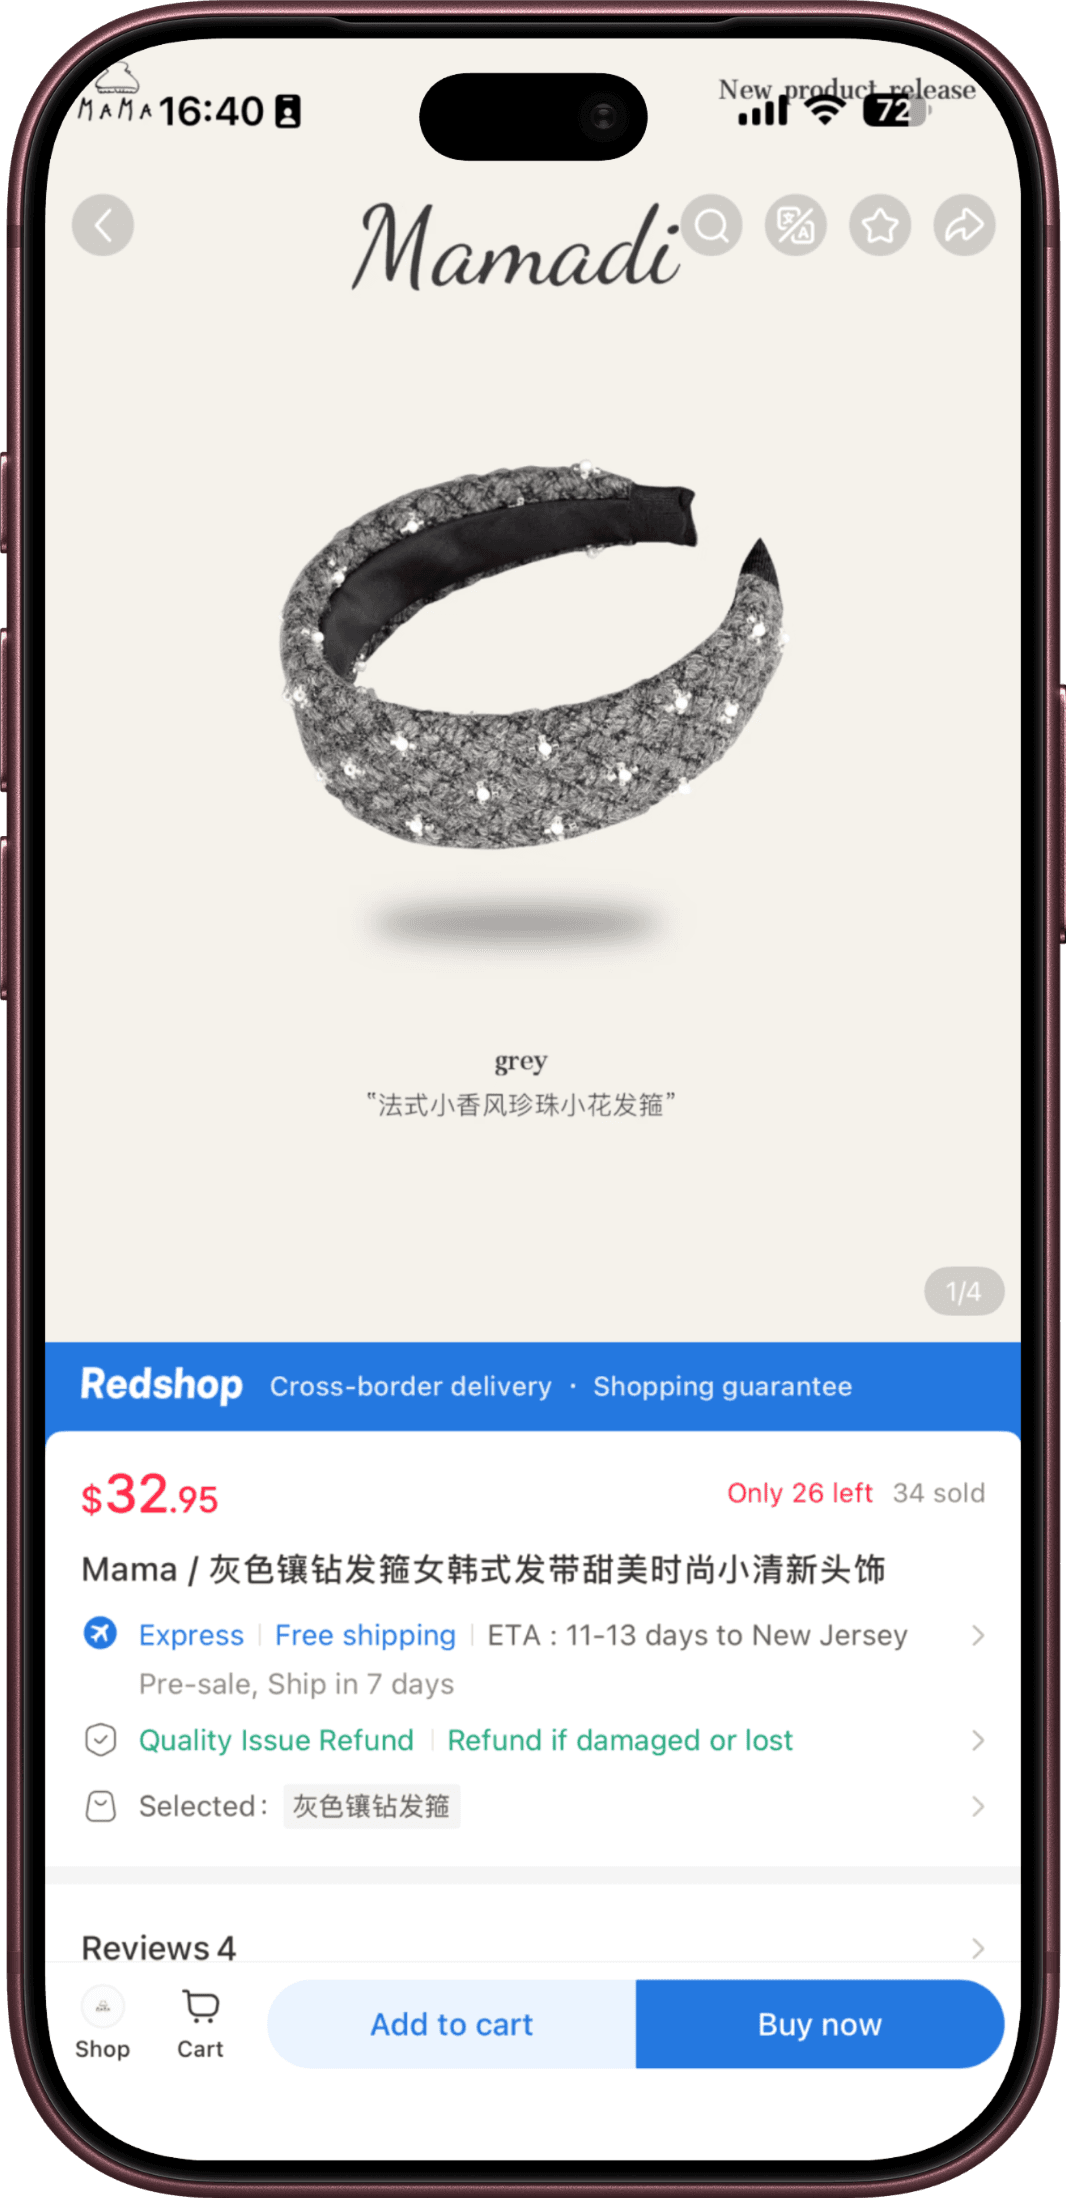 MAMA
16:40
New product release
72
Mamadi
grey
“法式小香风珍珠小花发箍”
1/4
Redshop Cross-border delivery · Shopping guarantee
$32.95 Only 26 left 34 sold
Mama / 灰色镶钻发箍女韩式发带甜美时尚小清新头饰
Express | Free shipping | ETA : 11-13 days to New Jersey
Pre-sale, Ship in 7 days
Quality Issue Refund | Refund if damaged or lost
Selected: 灰色镶钻发箍
Reviews 4
Shop Cart Add to cart Buy now